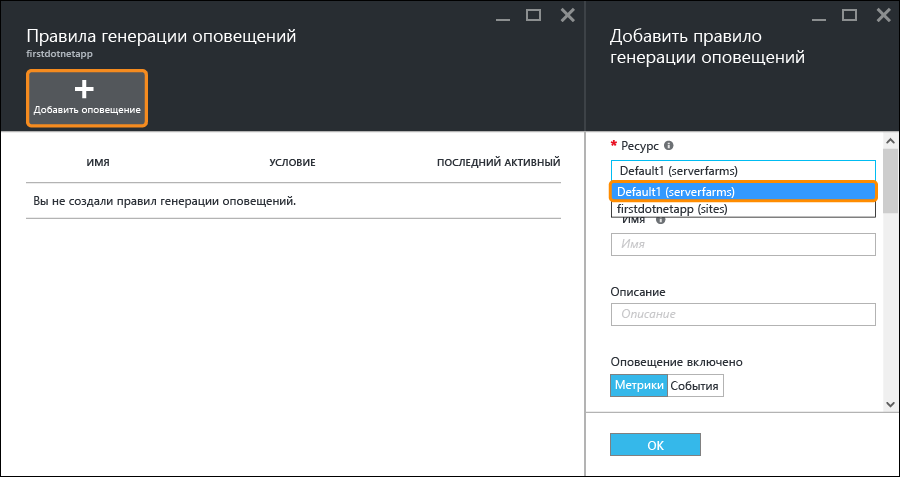 Правила генерации оповещений
firstdotnetapp
Добавить оповещение
ИМЯ УСЛОВИЕ ПОСЛЕДНИЙ АКТИВНЫЙ
Вы не создали правил генерации оповещений.
Добавить правило
генерации оповещений
* Ресурс
Default1 (serverfarms)
Default1 (serverfarms)
firstdotnetapp (sites)
Имя
Имя
Описание
Описание
Оповещение включено
Метрики События
OK